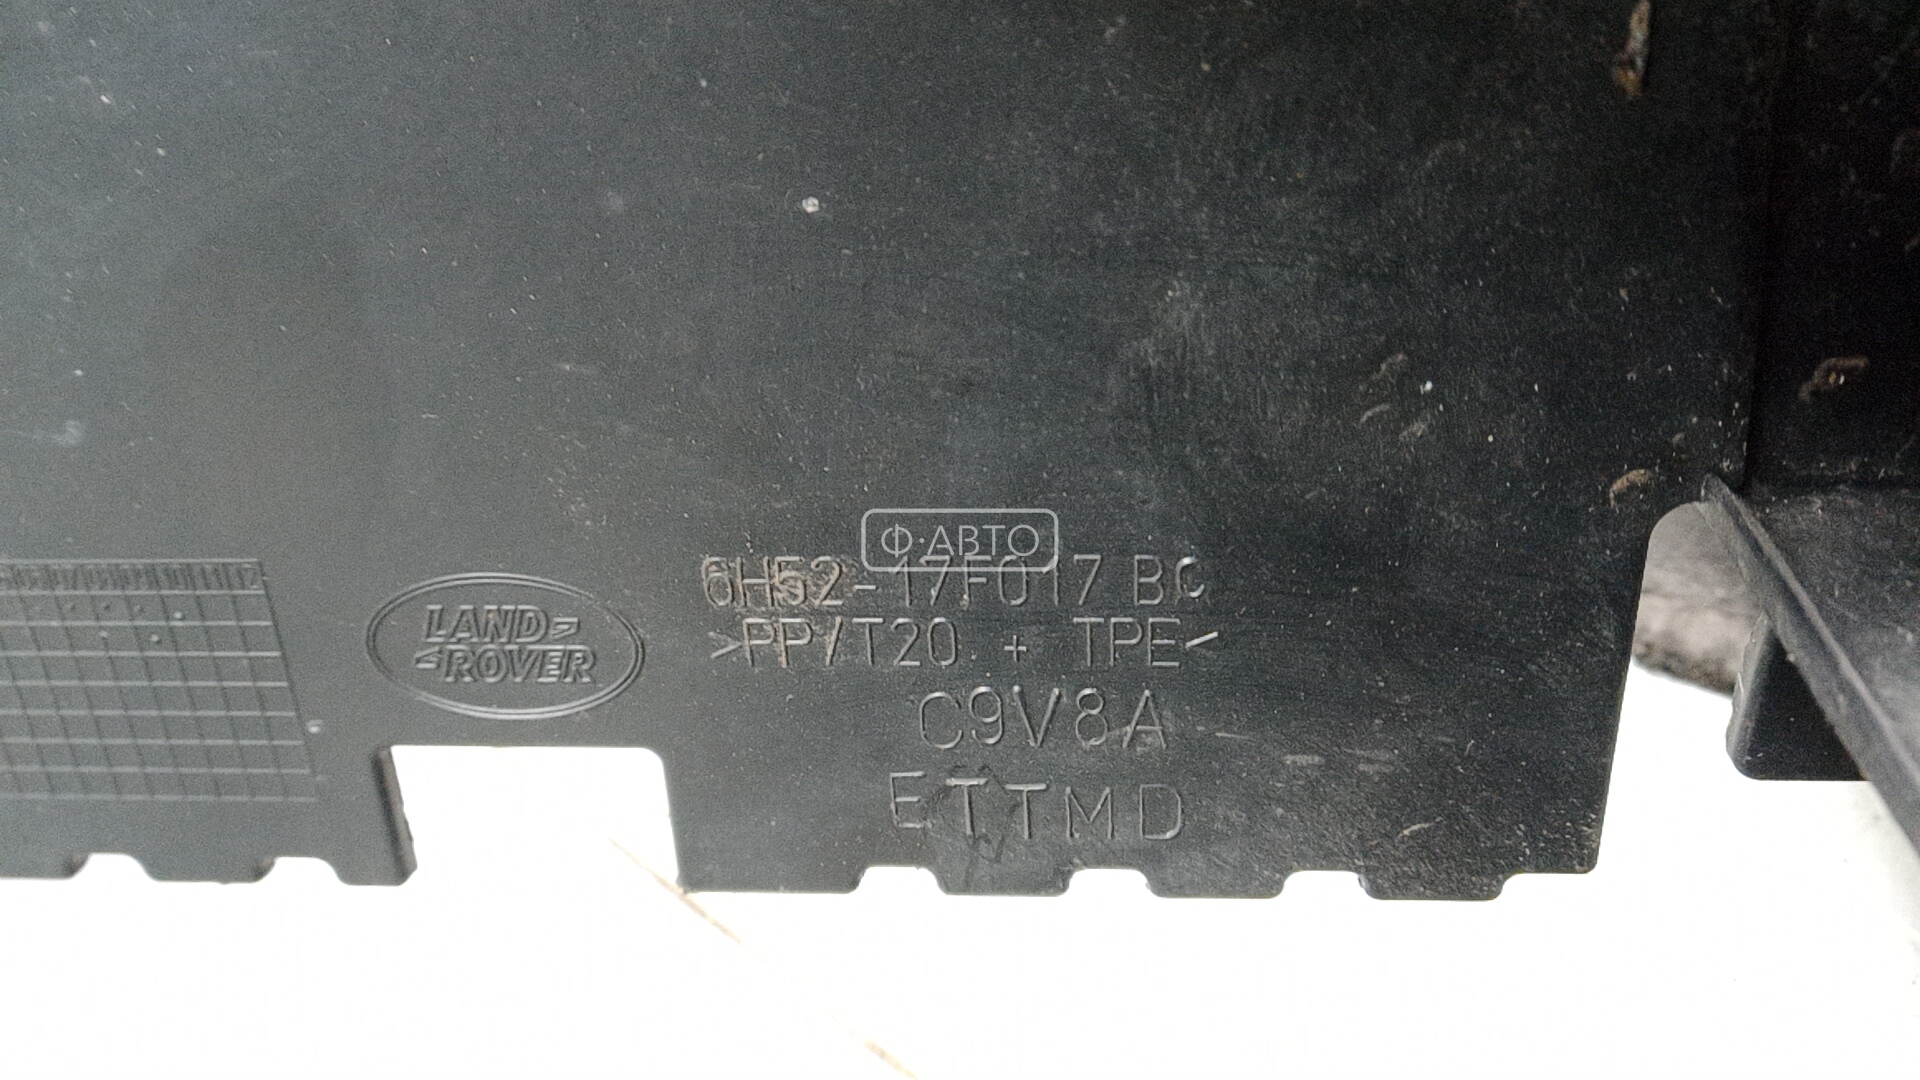 Ф·АВТО
6H52-17F017 BC
>PP/T20 + TPE<
LAND
ROVER
C9V8A
ETTMD